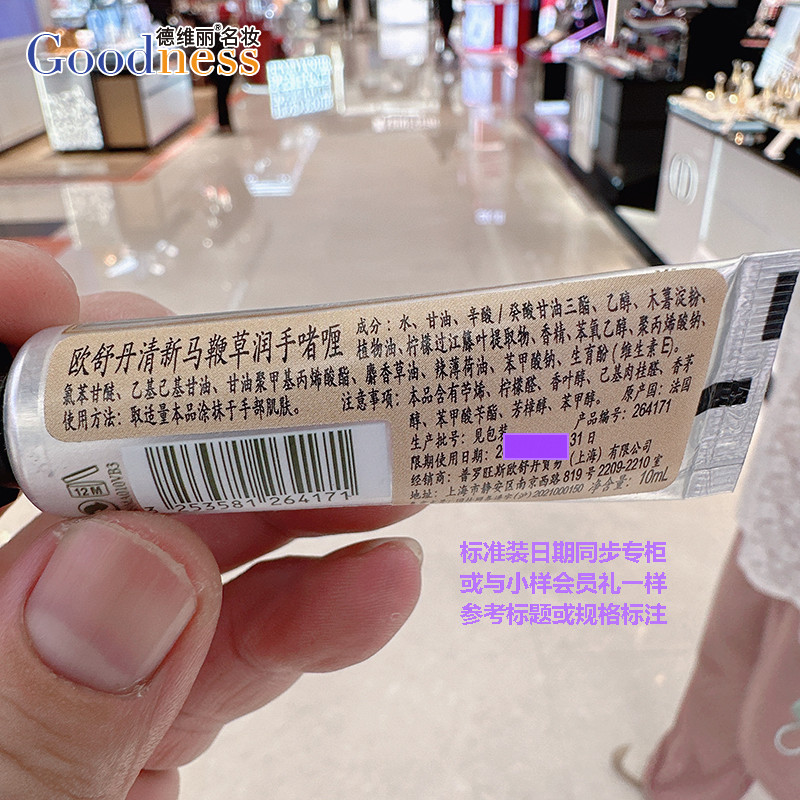 德维丽®名妆
Goodness
欧舒丹清新马鞭草润手啫喱
成分：水、甘油、辛酸/癸酸甘油三酯、乙醇、木薯淀粉、
植物油、柠檬过江藤叶提取物、香精、苯氧乙醇、聚丙烯酸钠、
氯苯甘醚、乙基己基甘油、甘油聚甲基丙烯酸酯、麝香草油、辣薄荷油、苯甲酸钠、生育酚(维生素E)。
使用方法：取适量本品涂抹于手部肌肤。
注意事项：本品含有苧烯、柠檬醛、香叶醇、己基肉桂醛、香茅
醇、苯甲酸苄酯、芳樟醇、苯甲醇。
原产国：法国
产品编号：264171
生产批号：见包装
限期使用日期：2 31日
经销商：普罗旺斯欧舒丹贸易(上海)有限公司
地址：上海市静安区南京西路819号2209-2210室
2021000150
净含量：10mL
12M
3 253581 264171
标准装日期同步专柜
或与小样会员礼一样
参考标题或规格标注